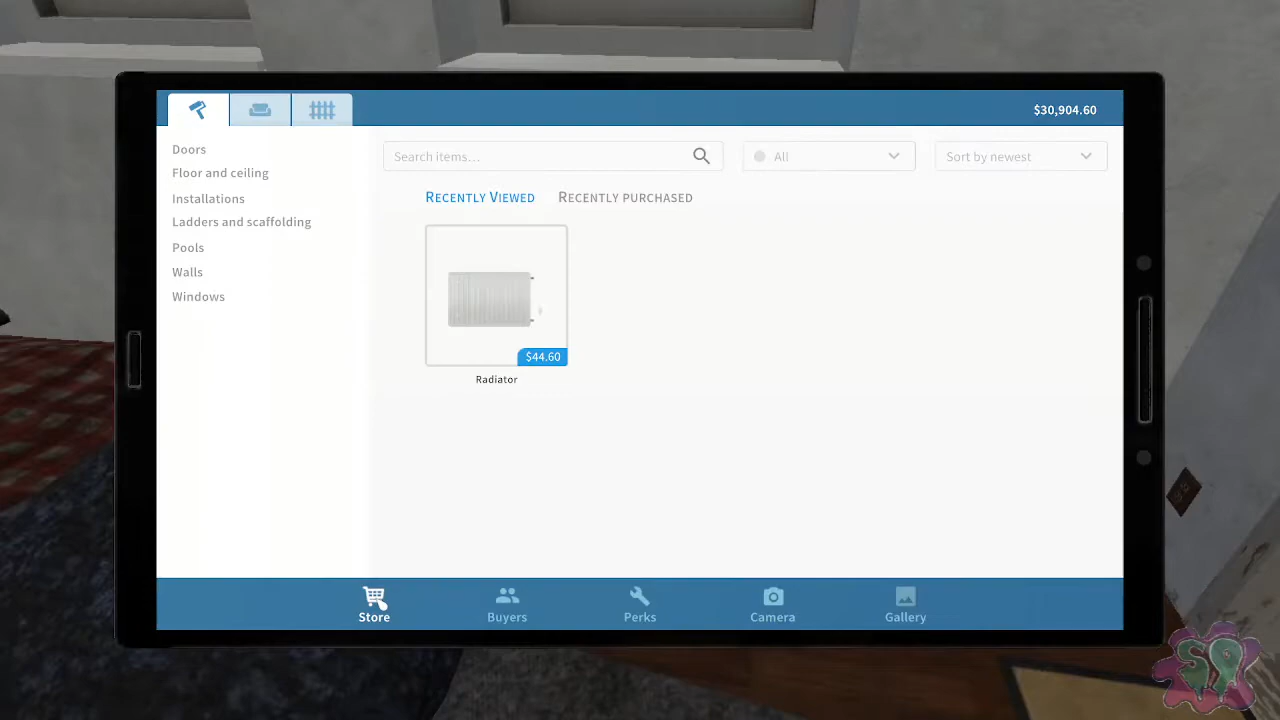 $30,904.60
Doors
Floor and ceiling
Installations
Ladders and scaffolding
Pools
Walls
Windows
Search items...
All
Sort by newest
RECENTLY VIEWED
RECENTLY PURCHASED
$44.60
Radiator
Store
Buyers
Perks
Camera
Gallery